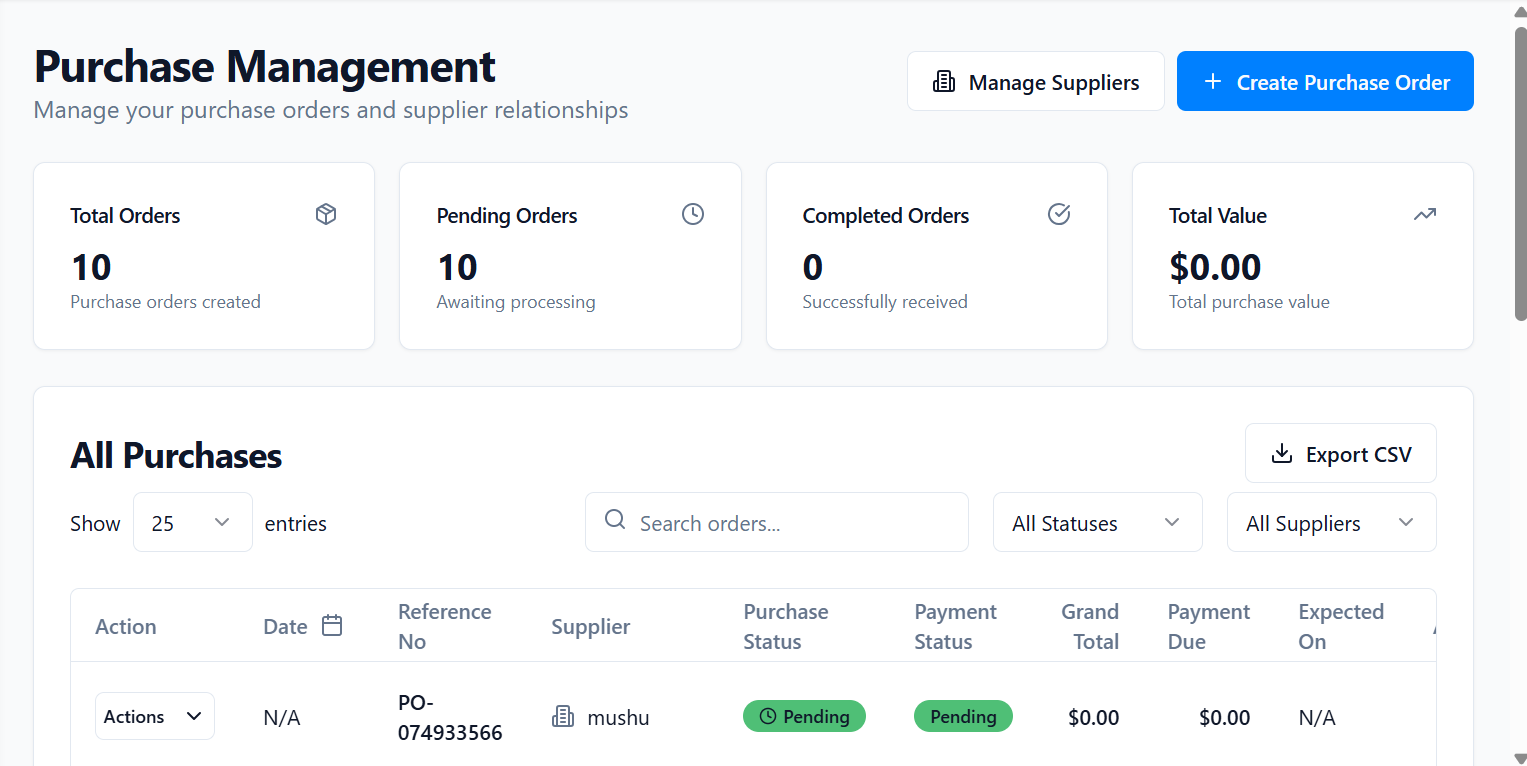 Purchase Management
Manage your purchase orders and supplier relationships
Manage Suppliers
Create Purchase Order
Total Orders
10
Purchase orders created
Pending Orders
10
Awaiting processing
Completed Orders
0
Successfully received
Total Value
$0.00
Total purchase value
All Purchases
Export CSV
Show 25 entries
Search orders...
All Statuses
All Suppliers
Action
Date
Reference
No
Supplier
Purchase
Status
Payment
Status
Grand
Total
Payment
Due
Expected
On
Actions
N/A
PO-
074933566
mushu
Pending
Pending
$0.00
$0.00
N/A